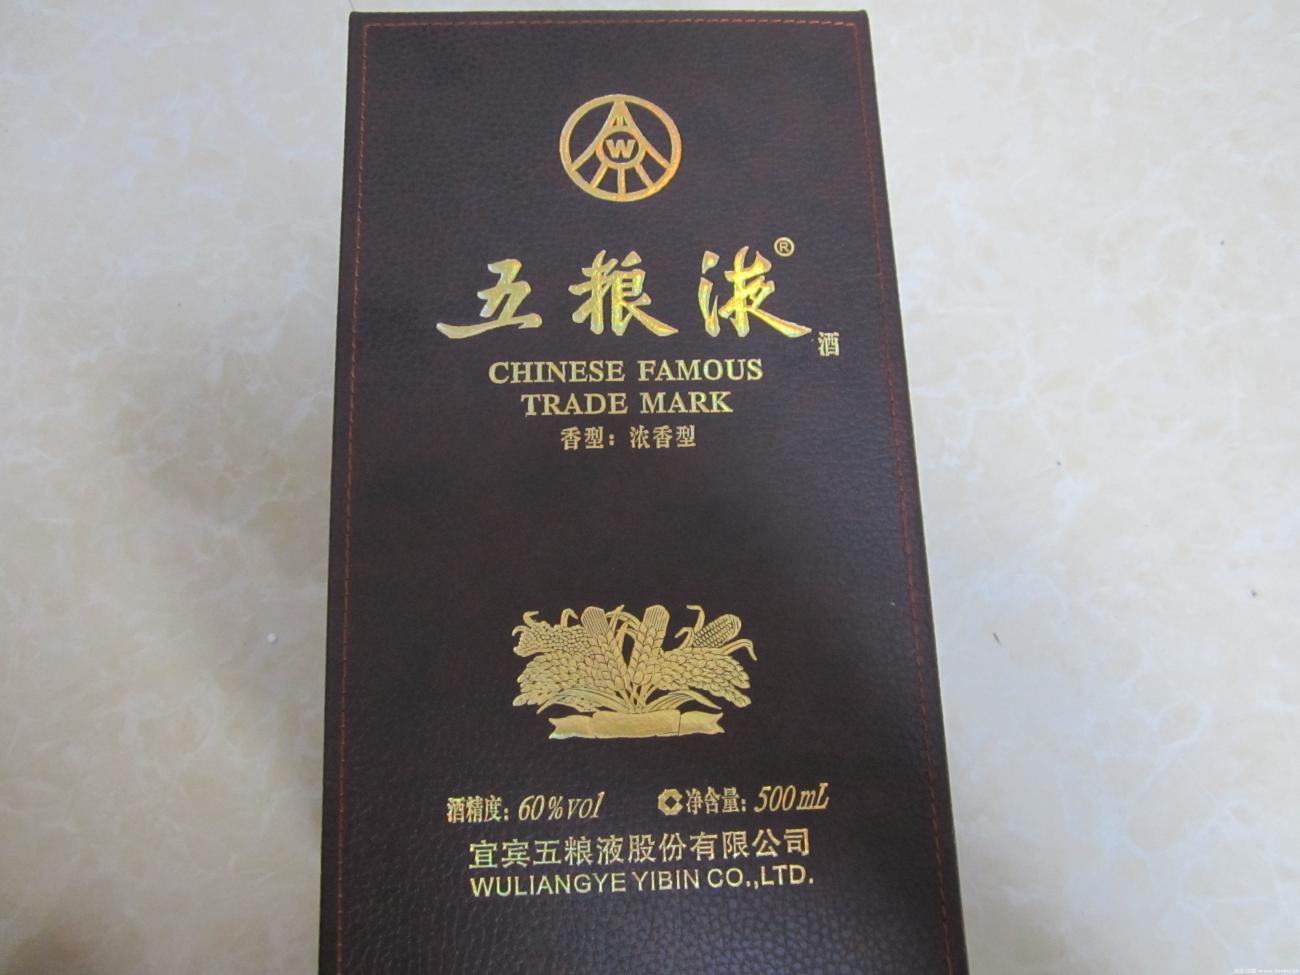 W
五粮液®
酒
CHINESE FAMOUS
TRADE MARK
香型：浓香型
酒精度：60%vol 净含量：500mL
宜宾五粮液股份有限公司
WULIANGYE YIBIN CO.,LTD.